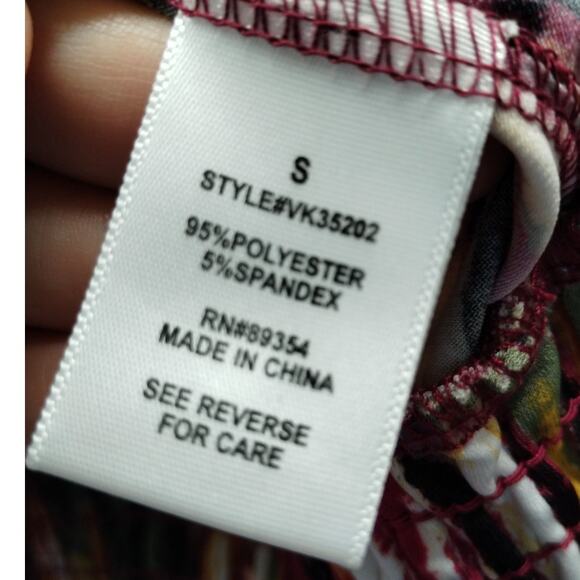 S
STYLE#VK35202
95%POLYESTER
5%SPANDEX
RN#89354
MADE IN CHINA
SEE REVERSE
FOR CARE